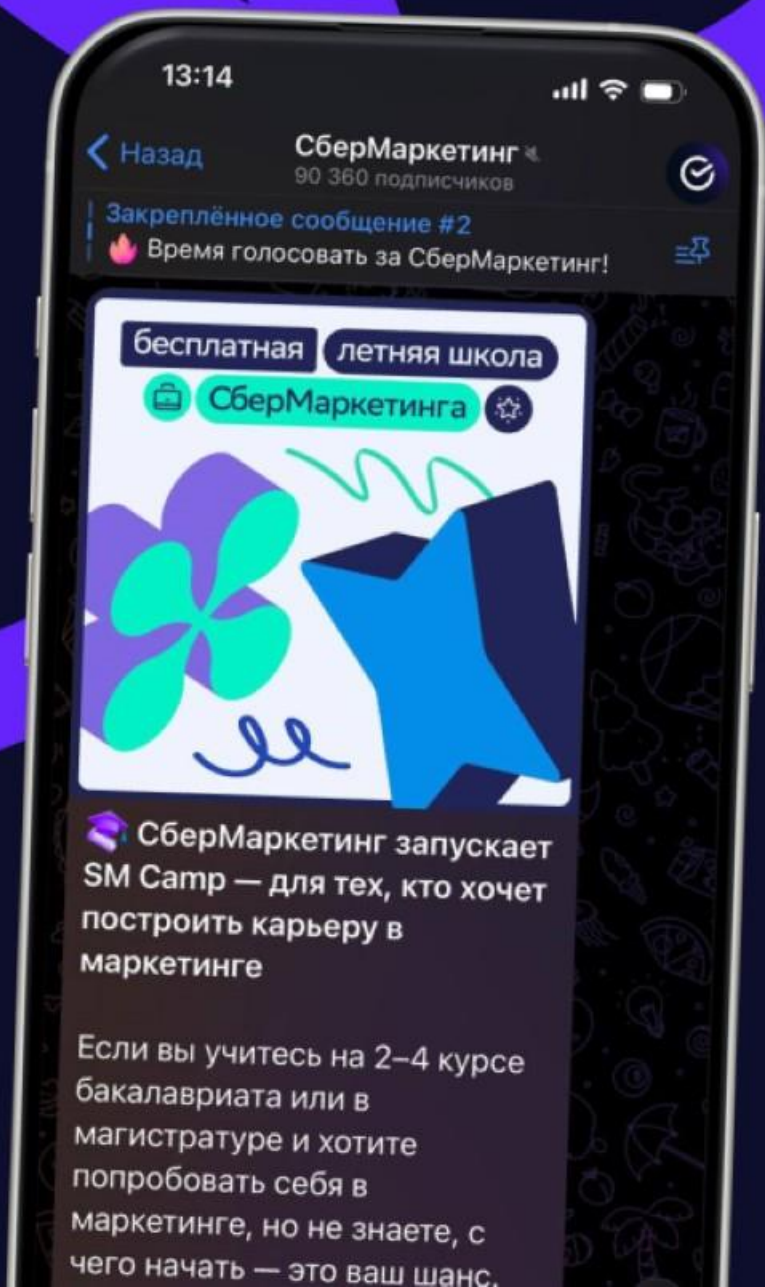 13:14
Назад
СберМаркетинг
90 360 подписчиков
Закреплённое сообщение #2
Время голосовать за СберМаркетинг!
бесплатная летняя школа
СберМаркетинга
СберМаркетинг запускает
SM Camp — для тех, кто хочет
построить карьеру в
маркетинге
Если вы учитесь на 2–4 курсе
бакалавриата или в
магистратуре и хотите
попробовать себя в
маркетинге, но не знаете, с
чего начать — это ваш шанс.